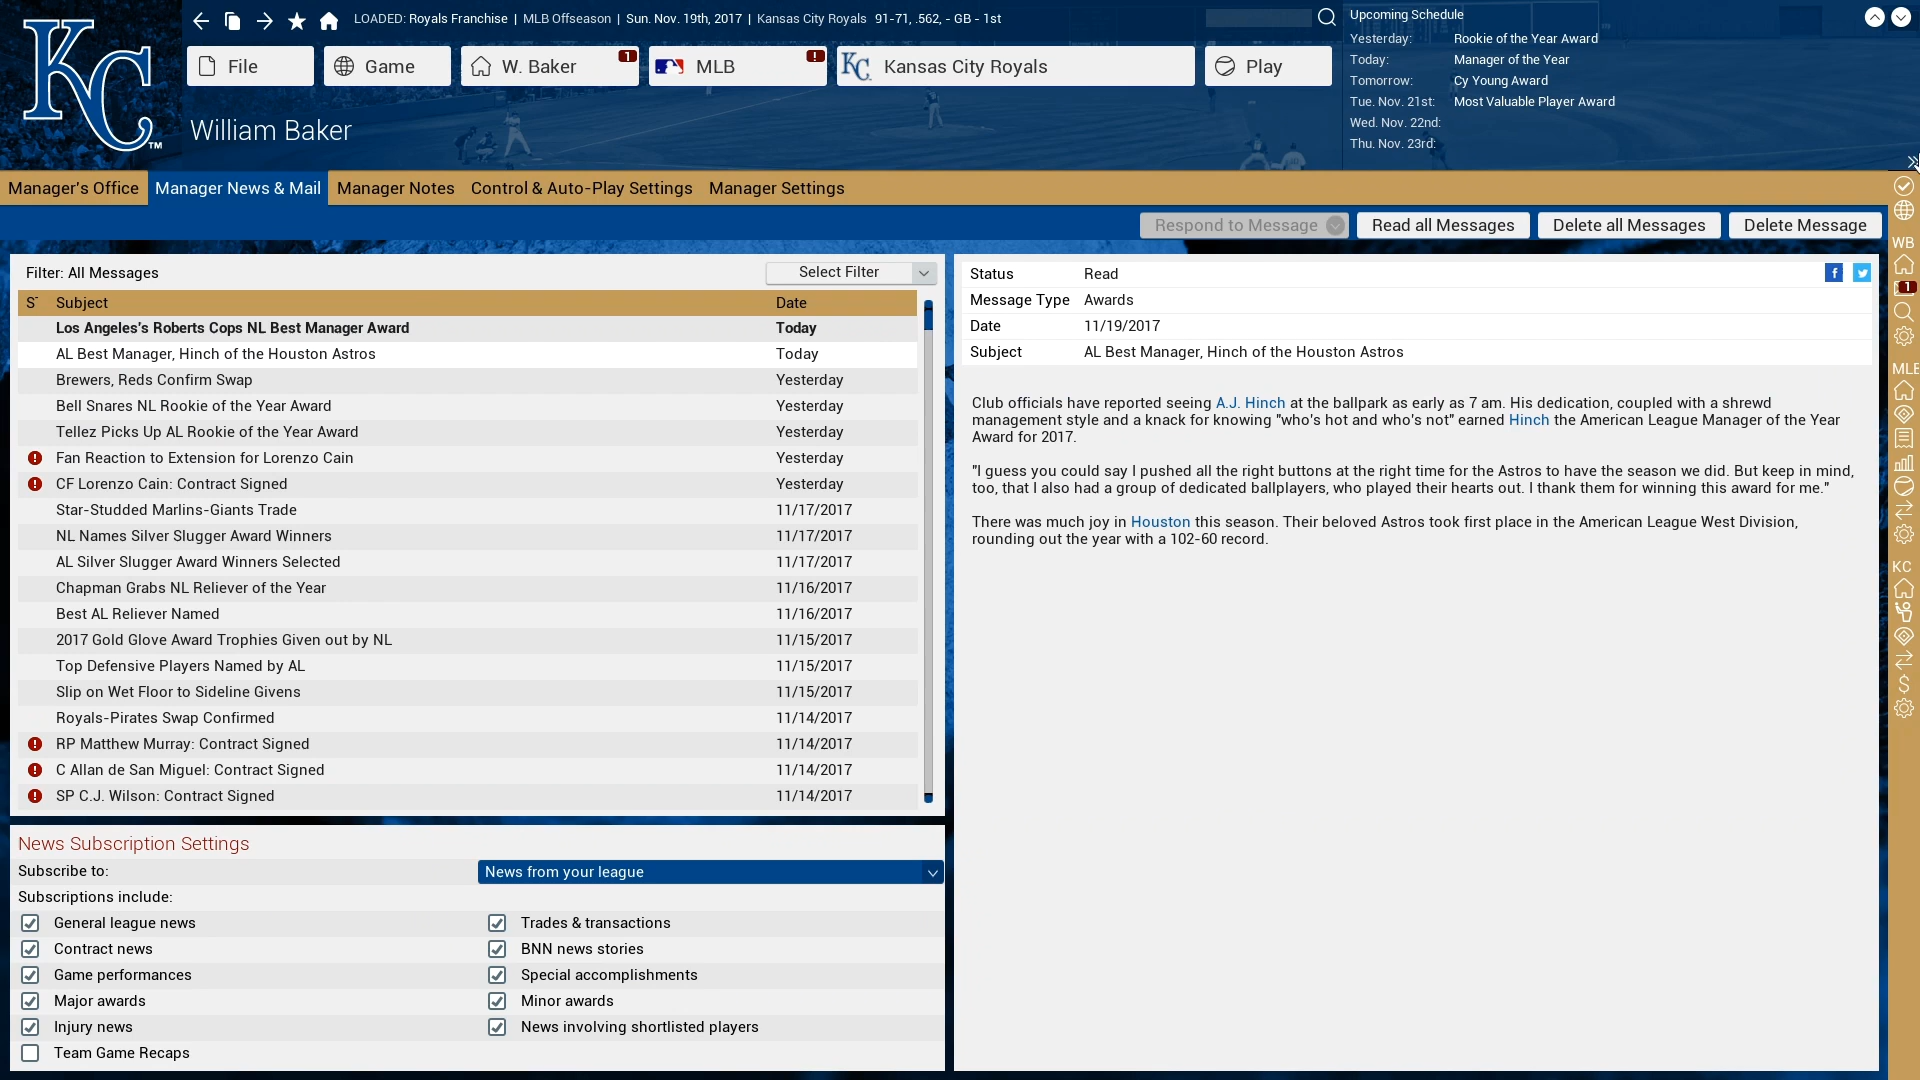 LOADED: Royals Franchise | MLB Offseason | Sun. Nov. 19th, 2017 | Kansas City Royals 91-71, .562, - GB - 1st
File
Game
W. Baker
1
MLB
!
Kansas City Royals
Play
KC
TM
William Baker
Upcoming Schedule
Yesterday: Rookie of the Year Award
Today: Manager of the Year
Tomorrow: Cy Young Award
Tue. Nov. 21st: Most Valuable Player Award
Wed. Nov. 22nd:
Thu. Nov. 23rd:
Manager's Office
Manager News & Mail
Manager Notes
Control & Auto-Play Settings
Manager Settings
Respond to Message
Read all Messages
Delete all Messages
Delete Message
Filter: All Messages
Select Filter
S Subject Date
Los Angeles's Roberts Cops NL Best Manager Award Today
AL Best Manager, Hinch of the Houston Astros Today
Brewers, Reds Confirm Swap Yesterday
Bell Snares NL Rookie of the Year Award Yesterday
Tellez Picks Up AL Rookie of the Year Award Yesterday
! Fan Reaction to Extension for Lorenzo Cain Yesterday
! CF Lorenzo Cain: Contract Signed Yesterday
Star-Studded Marlins-Giants Trade 11/17/2017
NL Names Silver Slugger Award Winners 11/17/2017
AL Silver Slugger Award Winners Selected 11/17/2017
Chapman Grabs NL Reliever of the Year 11/16/2017
Best AL Reliever Named 11/16/2017
2017 Gold Glove Award Trophies Given out by NL 11/15/2017
Top Defensive Players Named by AL 11/15/2017
Slip on Wet Floor to Sideline Givens 11/15/2017
Royals-Pirates Swap Confirmed 11/14/2017
! RP Matthew Murray: Contract Signed 11/14/2017
! C Allan de San Miguel: Contract Signed 11/14/2017
! SP C.J. Wilson: Contract Signed 11/14/2017
News Subscription Settings
Subscribe to: News from your league
Subscriptions include:
General league news Trades & transactions
Contract news BNN news stories
Game performances Special accomplishments
Major awards Minor awards
Injury news News involving shortlisted players
Team Game Recaps
Status Read
Message Type Awards
Date 11/19/2017
Subject AL Best Manager, Hinch of the Houston Astros
Club officials have reported seeing A.J. Hinch at the ballpark as early as 7 am. His dedication, coupled with a shrewd
management style and a knack for knowing "who's hot and who's not" earned Hinch the American League Manager of the Year
Award for 2017.
"I guess you could say I pushed all the right buttons at the right time for the Astros to have the season we did. But keep in mind,
too, that I also had a group of dedicated ballplayers, who played their hearts out. I thank them for winning this award for me."
There was much joy in Houston this season. Their beloved Astros took first place in the American League West Division,
rounding out the year with a 102-60 record.
WB
1
MLB
KC